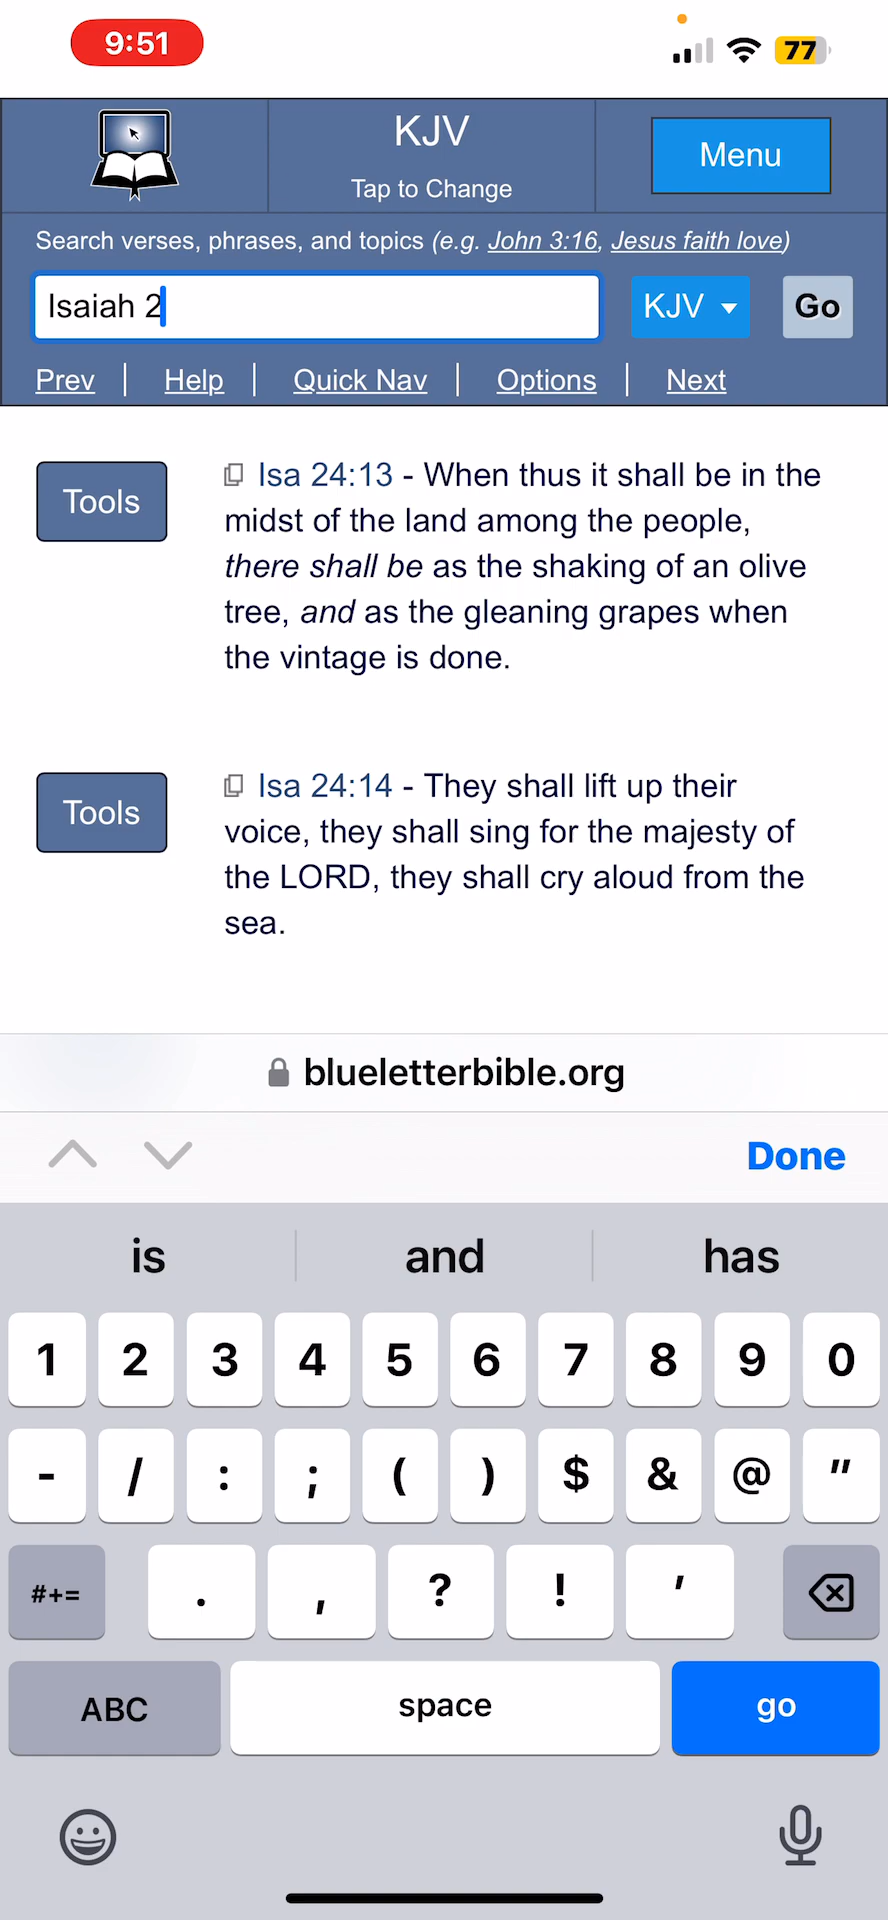 9:51
77
KJV
Tap to Change
Menu
Search verses, phrases, and topics (e.g. John 3:16, Jesus faith love)
Isaiah 2
KJV
Go
Prev | Help | Quick Nav | Options | Next
Tools
Isa 24:13 - When thus it shall be in the
midst of the land among the people,
there shall be as the shaking of an olive
tree, and as the gleaning grapes when
the vintage is done.
Tools
Isa 24:14 - They shall lift up their
voice, they shall sing for the majesty of
the LORD, they shall cry aloud from the
sea.
blueletterbible.org
Done
is and has
1 2 3 4 5 6 7 8 9 0
- / : ; ( ) $ & @ "
#+= . , ? ! '
ABC space go